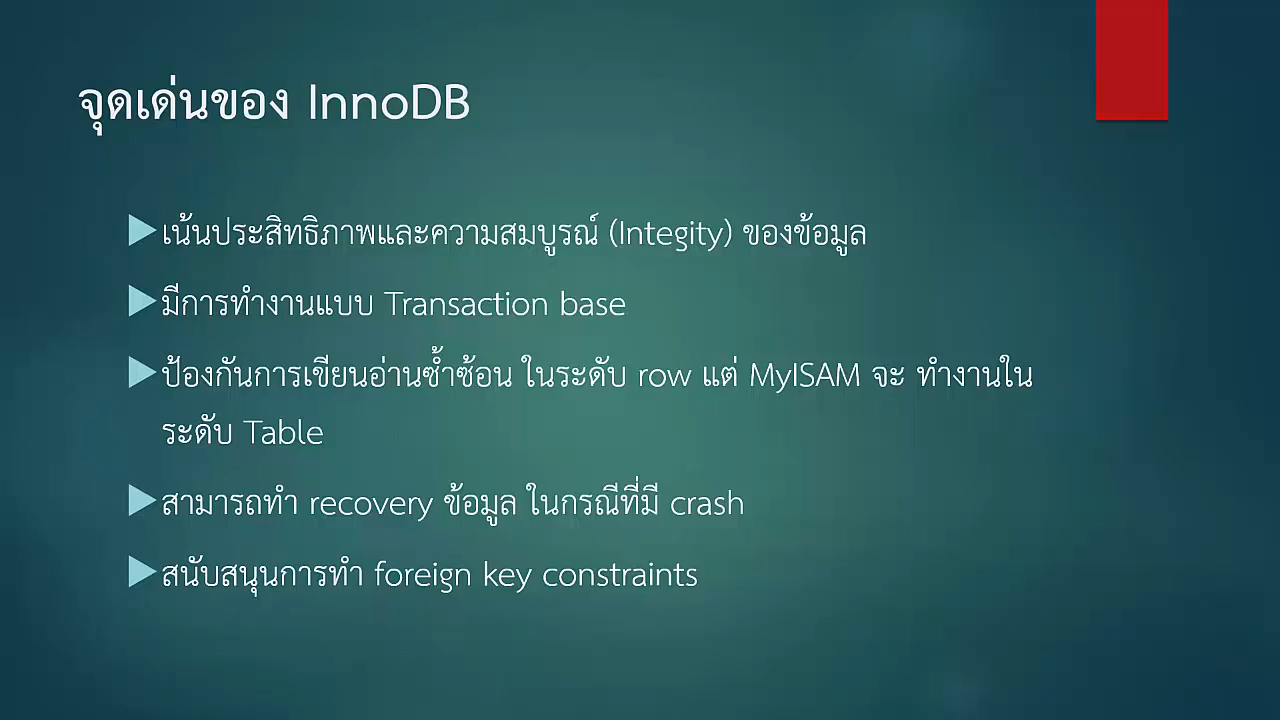 จุดเด่นของ InnoDB
เน้นประสิทธิภาพและความสมบูรณ์ (Integity) ของข้อมูล
มีการทำงานแบบ Transaction base
ป้องกันการเขียนอ่านซ้ำซ้อน ในระดับ row แต่ MyISAM จะ ทำงานใน
ระดับ Table
สามารถทำ recovery ข้อมูล ในกรณีที่มี crash
สนับสนุนการทำ foreign key constraints